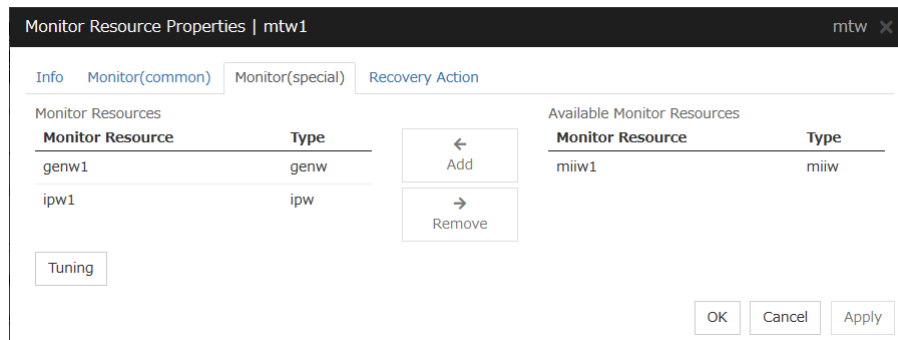 Monitor Resource Properties | mtw1 mtw
Info Monitor(common) Monitor(special) Recovery Action
Monitor Resources Available Monitor Resources
Monitor Resource Type Monitor Resource Type
genw1 genw Add miiw1 miiw
ipw1 ipw Remove
Tuning
OK Cancel Apply